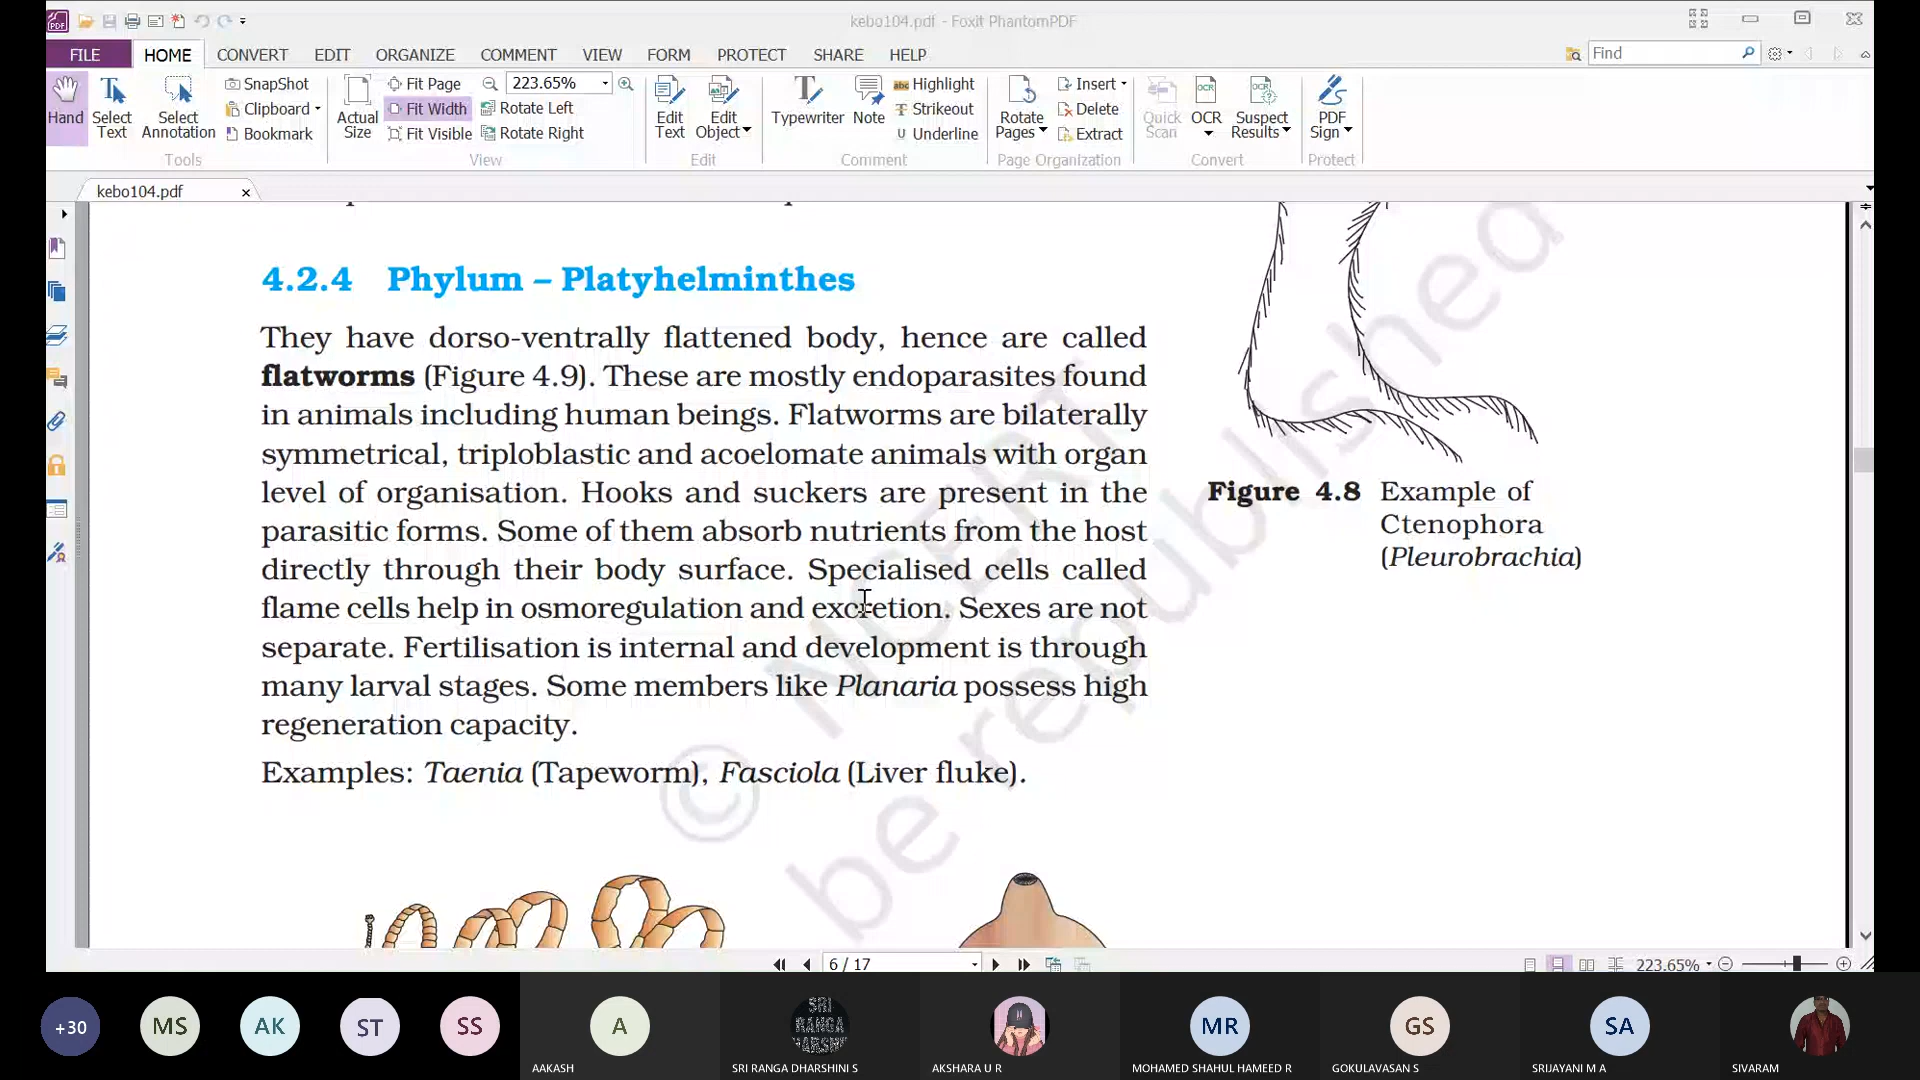 kebo104.pdf - Foxit PhantomPDF
FILE HOME CONVERT EDIT ORGANIZE COMMENT VIEW FORM PROTECT SHARE HELP Find
SnapShot Fit Page 223.65% Highlight Insert
Hand Select Text Select Annotation Clipboard Actual Size Fit Width Rotate Left Edit Text Edit Object Typewriter Note Strikeout Rotate Pages Delete Quick Scan OCR Suspect Results PDF Sign
Bookmark Fit Visible Rotate Right Underline Extract
Tools View Edit Comment Page Organization Convert Protect
kebo104.pdf
4.2.4 Phylum – Platyhelminthes
They have dorso-ventrally flattened body, hence are called
flatworms (Figure 4.9). These are mostly endoparasites found
in animals including human beings. Flatworms are bilaterally
symmetrical, triploblastic and acoelomate animals with organ
level of organisation. Hooks and suckers are present in the
parasitic forms. Some of them absorb nutrients from the host
directly through their body surface. Specialised cells called
flame cells help in osmoregulation and excretion. Sexes are not
separate. Fertilisation is internal and development is through
many larval stages. Some members like Planaria possess high
regeneration capacity.
Examples: Taenia (Tapeworm), Fasciola (Liver fluke).
Figure 4.8 Example of
Ctenophora
(Pleurobrachia)
© NCERT
be republished
6 / 17 223.65%
+30 MS AK ST SS A SRI RANGA HARSHI MR GS SA
AAKASH SRI RANGA DHARSHINI S AKSHARA U R MOHAMED SHAHUL HAMEED R GOKULAVASAN S SRIJAYANI M A SIVARAM